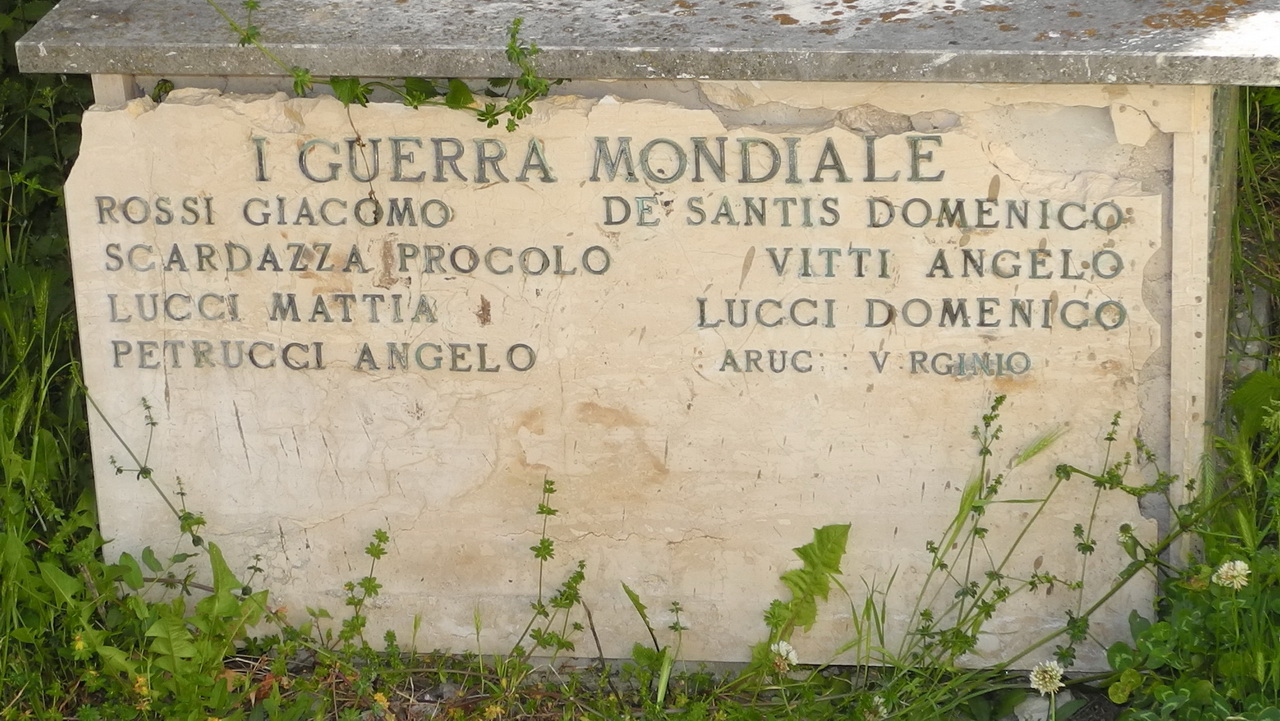 I GUERRA MONDIALE
ROSSI GIACOMO DE SANTIS DOMENICO
SCARDAZZA PROCOLO VITTI ANGELO
LUCCI MATTIA LUCCI DOMENICO
PETRUCCI ANGELO ARUC V RGINIO